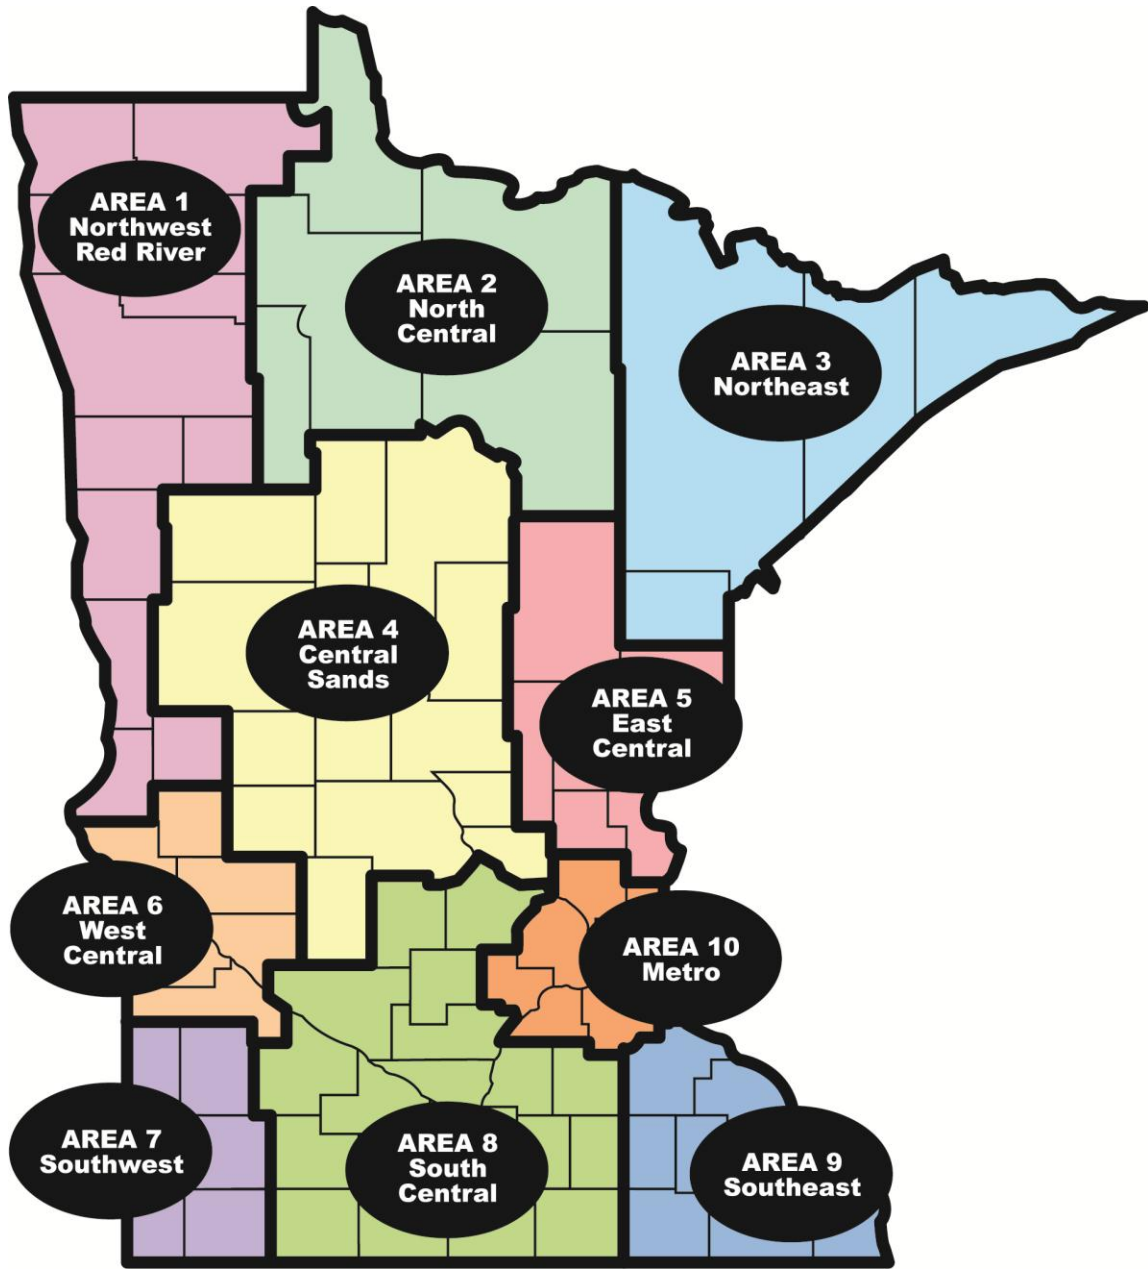 AREA 1
Northwest
Red River
AREA 2
North
Central
AREA 3
Northeast
AREA 4
Central
Sands
AREA 5
East
Central
AREA 6
West
Central
AREA 10
Metro
AREA 7
Southwest
AREA 8
South
Central
AREA 9
Southeast